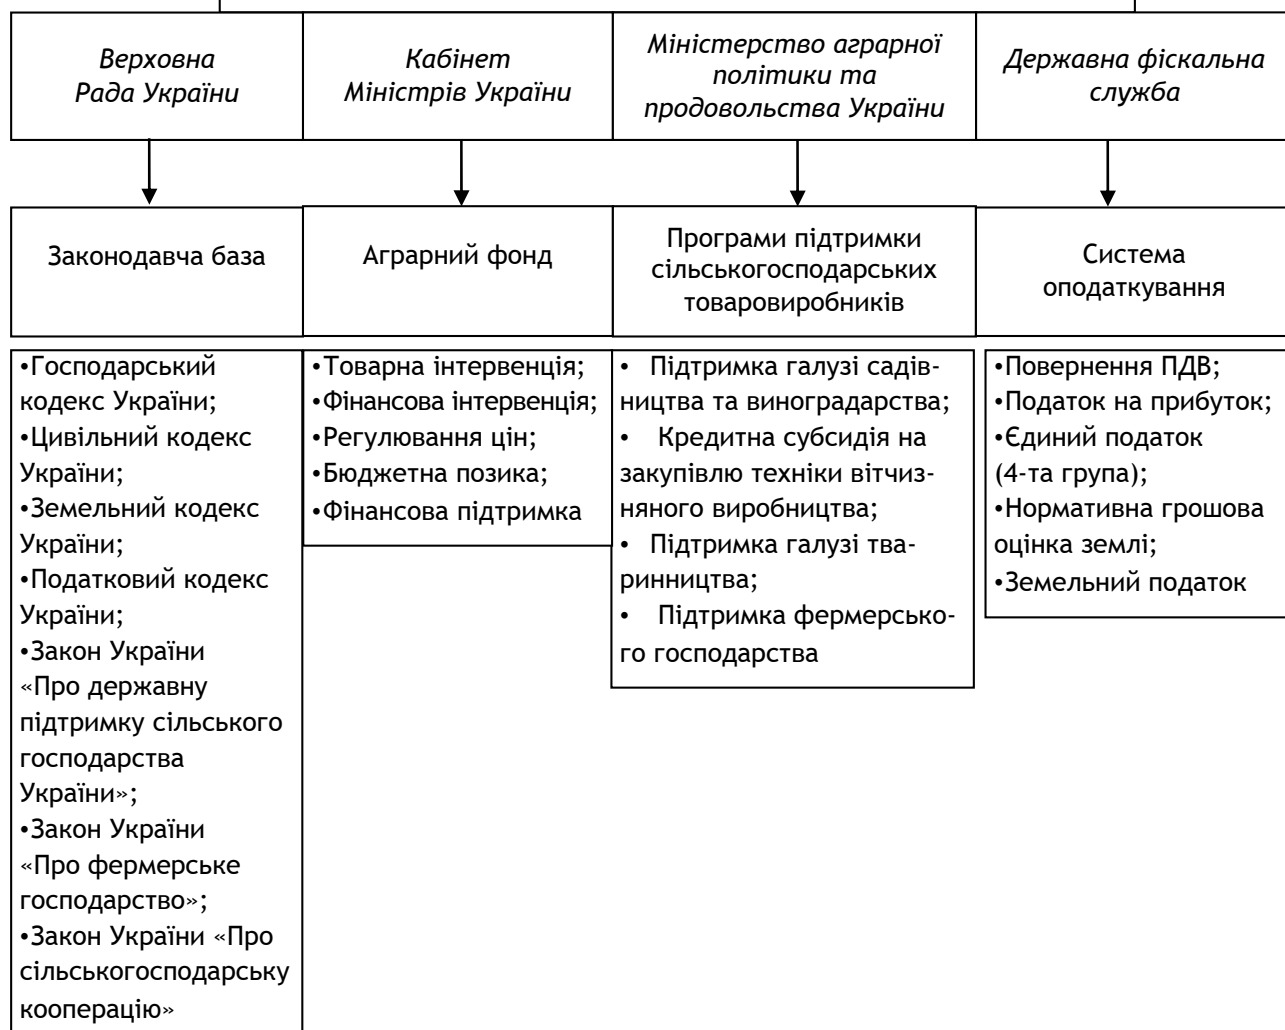 Верховна
Рада України
Кабінет
Міністрів України
Міністерство аграрної
політики та
продовольства України
Державна фіскальна
служба
Законодавча база
Аграрний фонд
Програми підтримки
сільськогосподарських
товаровиробників
Система
оподаткування
•Господарський
кодекс України;
•Цивільний кодекс
України;
•Земельний кодекс
України;
•Податковий кодекс
України;
•Закон України
«Про державну
підтримку сільського
господарства
України»;
•Закон України
«Про фермерське
господарство»;
•Закон України «Про
сільськогосподарську
кооперацію»
•Товарна інтервенція;
•Фінансова інтервенція;
•Регулювання цін;
•Бюджетна позика;
•Фінансова підтримка
• Підтримка галузі садів-
ництва та виноградарства;
• Кредитна субсидія на
закупівлю техніки вітчиз-
няного виробництва;
• Підтримка галузі тва-
ринництва;
• Підтримка фермерсько-
го господарства
•Повернення ПДВ;
•Податок на прибуток;
•Єдиний податок
(4-та група);
•Нормативна грошова
оцінка землі;
•Земельний податок